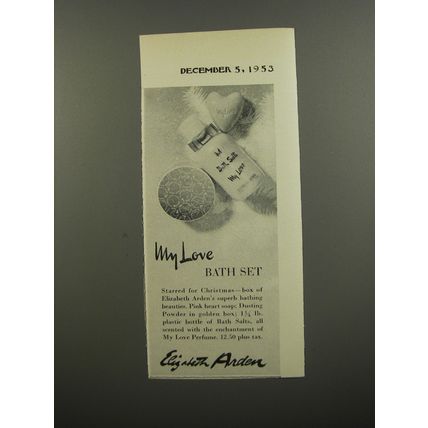 DECEMBER 5, 1953
Bath Salts
My Love
My Love
BATH SET
Starred for Christmas—box of
Elizabeth Arden's superb bathing
beauties. Pink heart soap; Dusting
Powder in golden box; 1¼ lb.
plastic bottle of Bath Salts, all
scented with the enchantment of
My Love Perfume. 12.50 plus tax.
Elizabeth Arden